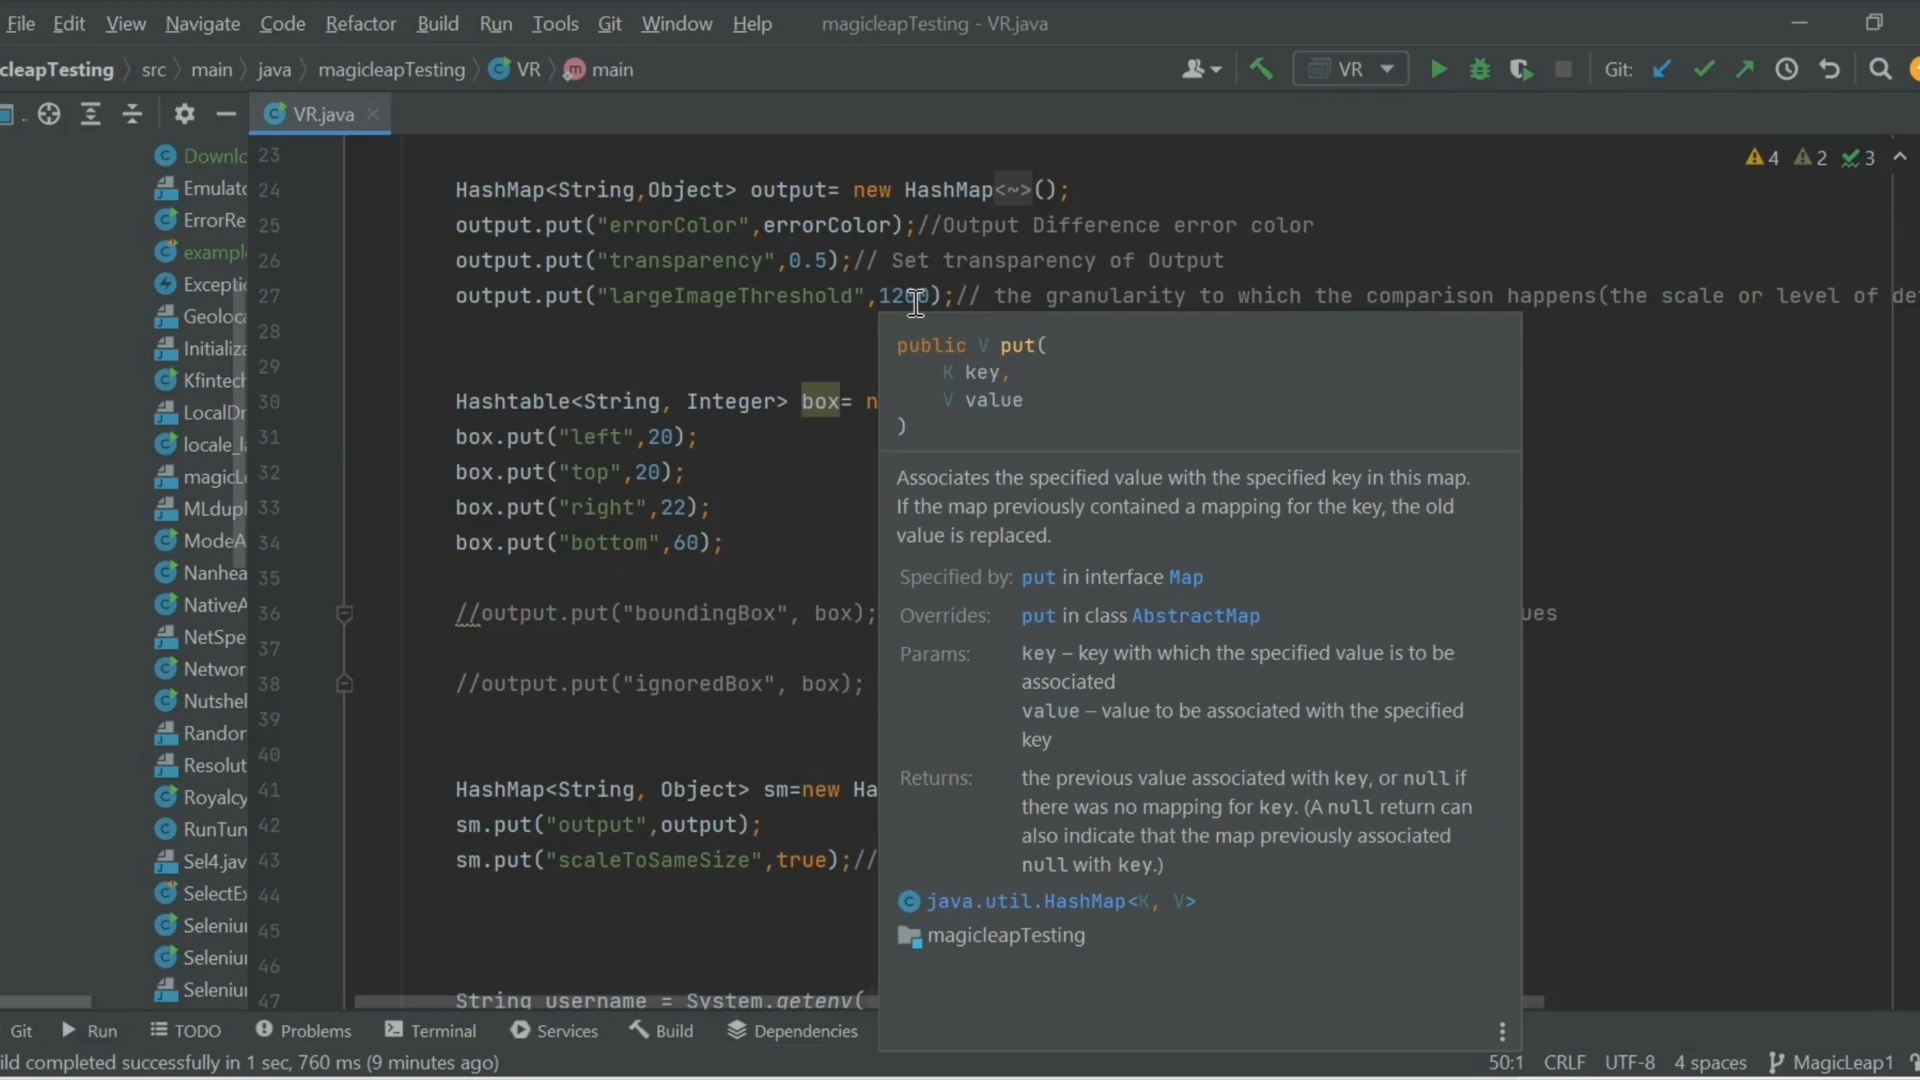 File Edit View Navigate Code Refactor Build Run Tools Git Window Help magicleapTesting - VR.java
cleapTesting src main java magicleapTesting VR main VR Git:
.. VR.java
4 2 3
Downlo
Emulato
ErrorRe
example
Exceptio
Geoloca
Initializa
Kfintech
LocalDr
locale_la
magicLe
MLdupl
ModeA
Nanhea
NativeA
NetSpe
Networ
Nutshel
Randor
Resolut
Royalcy
RunTun
Sel4.jav
SelectEx
Seleniur
Seleniur
Seleniur
23
24 HashMap<String,Object> output= new HashMap<~>();
25 output.put("errorColor",errorColor);//Output Difference error color
26 output.put("transparency",0.5);// Set transparency of Output
27 output.put("largeImageThreshold",1200);// the granularity to which the comparison happens(the scale or level of de
28
29
30 Hashtable<String, Integer> box= n
31 box.put("left",20);
32 box.put("top",20);
33 box.put("right",22);
34 box.put("bottom",60);
35
36 //output.put("boundingBox", box); ues
37
38 //output.put("ignoredBox", box);
39
40
41 HashMap<String, Object> sm=new Ha
42 sm.put("output",output);
43 sm.put("scaleToSameSize",true);//
44
45
46
47 String username = System.getenv(
public V put(
K key,
V value
)
Associates the specified value with the specified key in this map.
If the map previously contained a mapping for the key, the old
value is replaced.
Specified by: put in interface Map
Overrides: put in class AbstractMap
Params: key – key with which the specified value is to be
associated
value – value to be associated with the specified
key
Returns: the previous value associated with key, or null if
there was no mapping for key. (A null return can
also indicate that the map previously associated
null with key.)
java.util.HashMap<K, V>
magicleapTesting
Git Run TODO Problems Terminal Services Build Dependencies
ild completed successfully in 1 sec, 760 ms (9 minutes ago) 50:1 CRLF UTF-8 4 spaces MagicLeap1